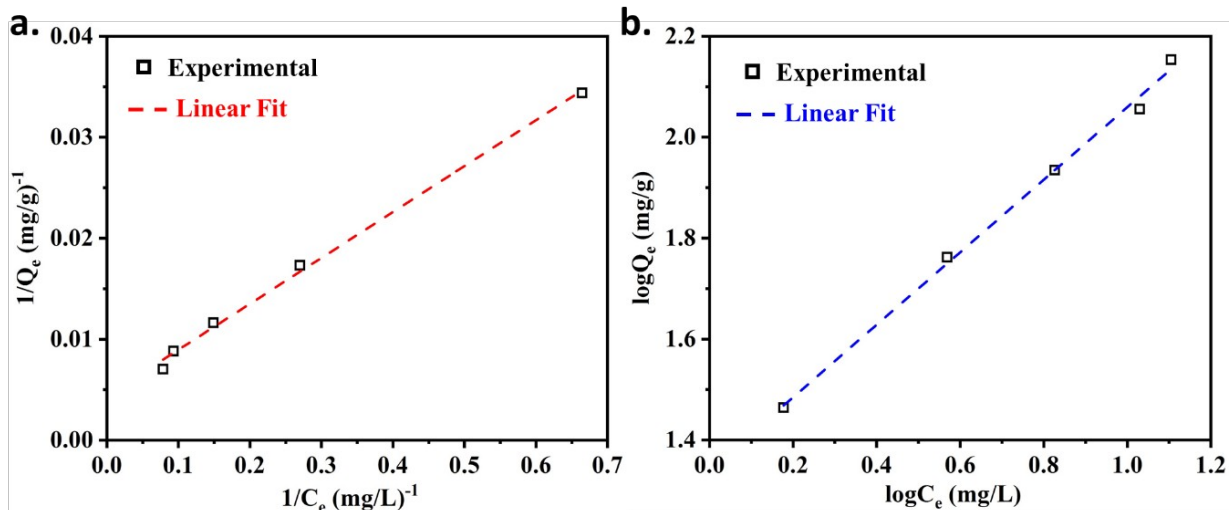 a.
0.04
0.03
0.02
0.01
0.00
1/Qe (mg/g)-1
Experimental
Linear Fit
0.0 0.1 0.2 0.3 0.4 0.5 0.6 0.7
1/Ce (mg/L)-1
b.
2.2
2.0
1.8
1.6
1.4
logQe (mg/g)
Experimental
Linear Fit
0.0 0.2 0.4 0.6 0.8 1.0 1.2
logCe (mg/L)